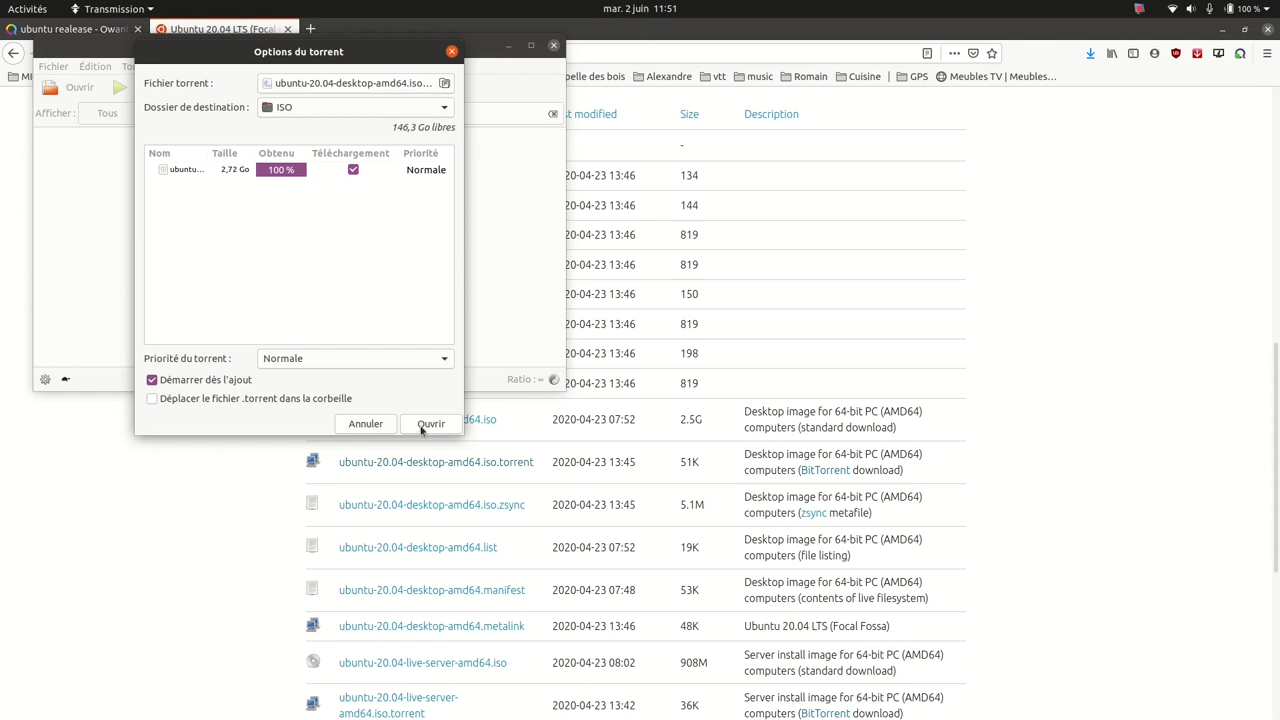 Activités
Transmission
mar. 2 juin  11:51
100 %
ubuntu realease - Qwant
Ubuntu 20.04 LTS (Focal
Options du torrent
Fichier
Édition
Ouvrir
Afficher :
Tous
Fichier torrent :
ubuntu-20.04-desktop-amd64.iso…
Dossier de destination :
ISO
146,3 Go libres
Nom
Taille
Obtenu
Téléchargement
Priorité
ubuntu…
2,72 Go
100 %
Normale
Priorité du torrent :
Normale
Démarrer dès l'ajout
Déplacer le fichier .torrent dans la corbeille
Annuler
Ouvrir
Ratio : ∞
pelle des bois
Alexandre
vtt
music
Romain
Cuisine
GPS
Meubles TV | Meubles…
st modified
Size
Description
-
20-04-23 13:46
134
20-04-23 13:46
144
20-04-23 13:46
819
20-04-23 13:46
819
20-04-23 13:46
150
20-04-23 13:46
819
20-04-23 13:46
198
20-04-23 13:46
819
d64.iso
2020-04-23 07:52
2.5G
Desktop image for 64-bit PC (AMD64)
computers (standard download)
ubuntu-20.04-desktop-amd64.iso.torrent
2020-04-23 13:45
51K
Desktop image for 64-bit PC (AMD64)
computers (BitTorrent download)
ubuntu-20.04-desktop-amd64.iso.zsync
2020-04-23 13:45
5.1M
Desktop image for 64-bit PC (AMD64)
computers (zsync metafile)
ubuntu-20.04-desktop-amd64.list
2020-04-23 07:52
19K
Desktop image for 64-bit PC (AMD64)
computers (file listing)
ubuntu-20.04-desktop-amd64.manifest
2020-04-23 07:48
53K
Desktop image for 64-bit PC (AMD64)
computers (contents of live filesystem)
ubuntu-20.04-desktop-amd64.metalink
2020-04-23 13:46
48K
Ubuntu 20.04 LTS (Focal Fossa)
ubuntu-20.04-live-server-amd64.iso
2020-04-23 08:02
908M
Server install image for 64-bit PC (AMD64)
computers (standard download)
ubuntu-20.04-live-server-
amd64.iso.torrent
2020-04-23 13:42
36K
Server install image for 64-bit PC (AMD64)
computers (BitTorrent download)